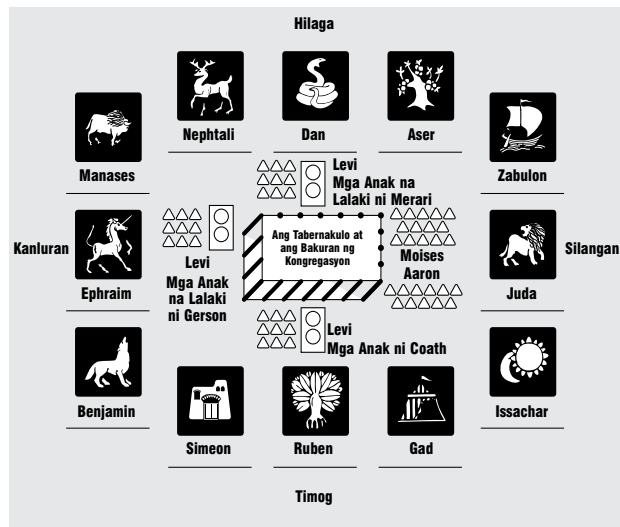 Hilaga
Nephtali
Dan
Aser
Manases
Zabulon
Levi
Mga Anak na
Lalaki ni Merari
Kanluran
Ephraim
Levi
Mga Anak
na Lalaki
ni Gerson
Ang Tabernakulo at
ang Bakuran ng
Kongregasyon
Moises
Aaron
Silangan
Juda
Levi
Mga Anak ni Coath
Benjamin
Issachar
Simeon
Ruben
Gad
Timog